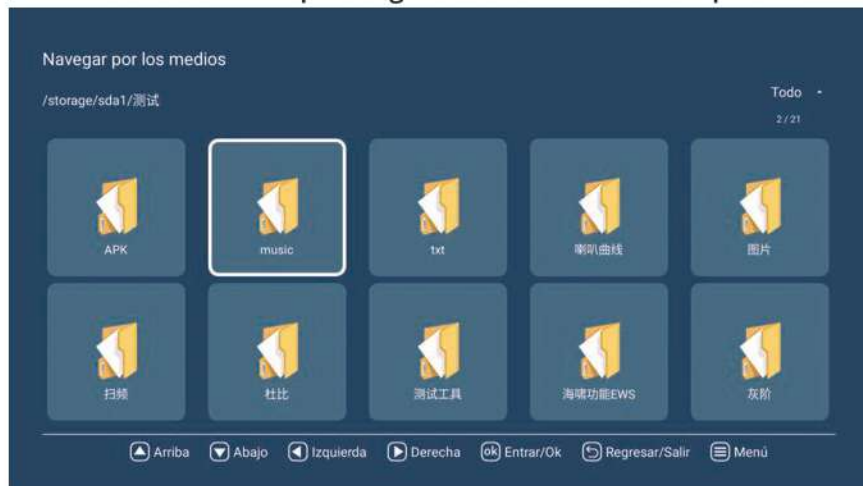 Navegar por los medios
/storage/sda1/测试
Todo
2 / 21
APK
music
txt
喇叭曲线
图片
扫频
杜比
测试工具
海啸功能EWS
灰阶
Arriba Abajo Izquierda Derecha ok Entrar/Ok Regresar/Salir Menú